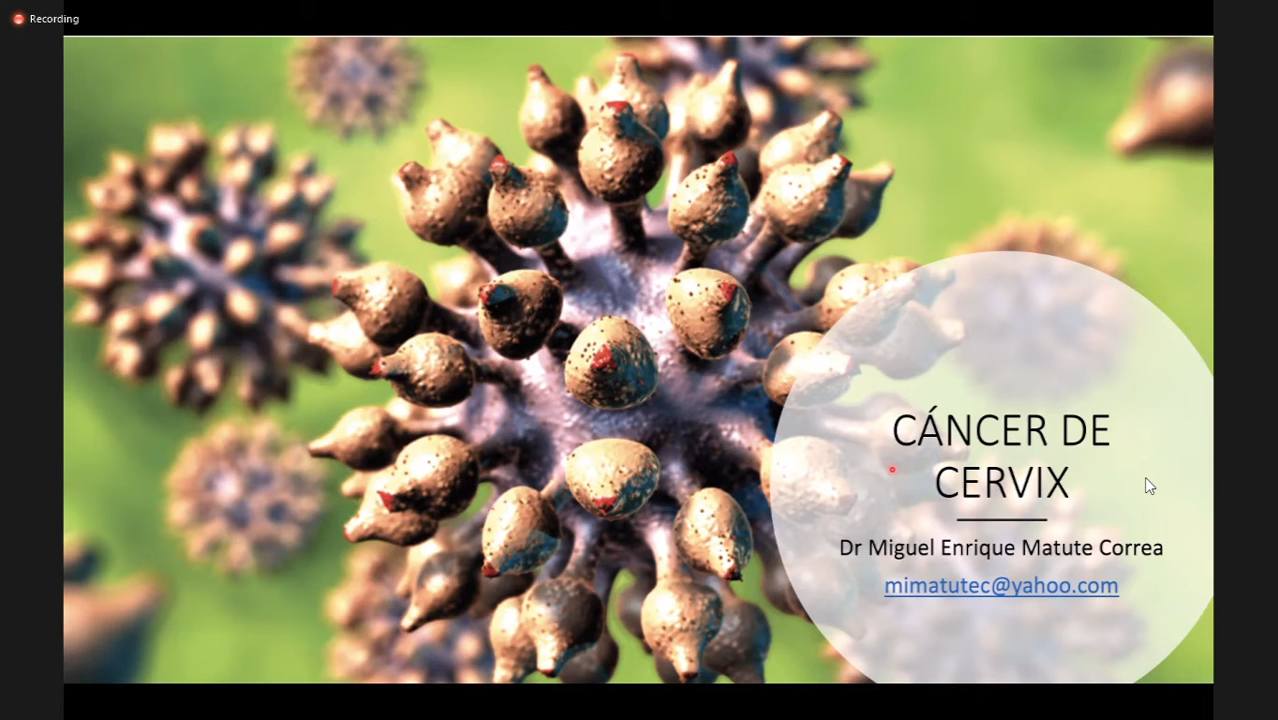 Recording
CÁNCER DE
CERVIX
Dr Miguel Enrique Matute Correa
mimatutec@yahoo.com